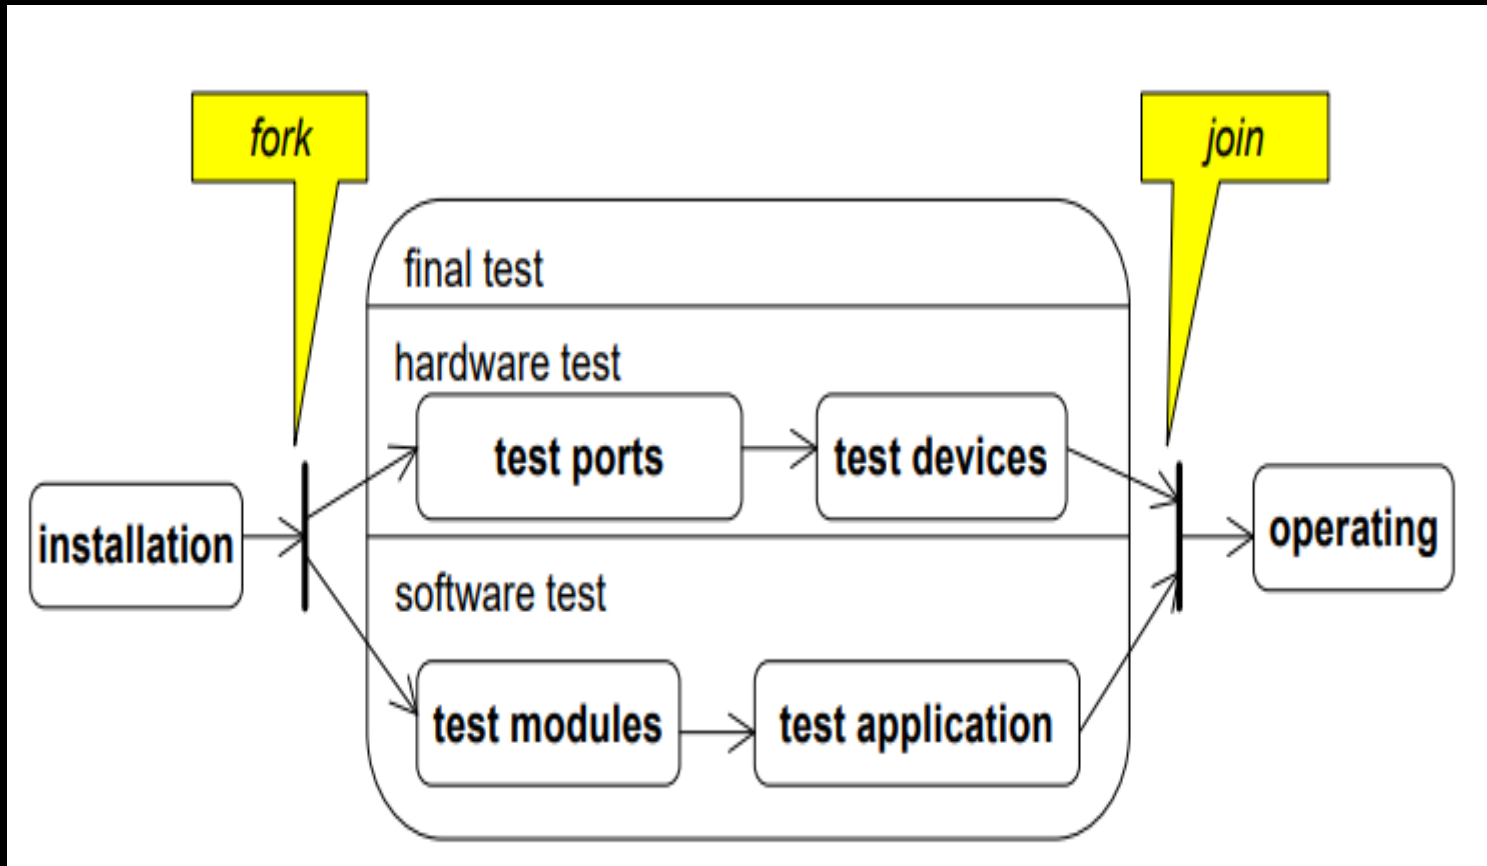 fork
join
final test
hardware test
test ports
test devices
installation
operating
software test
test modules
test application